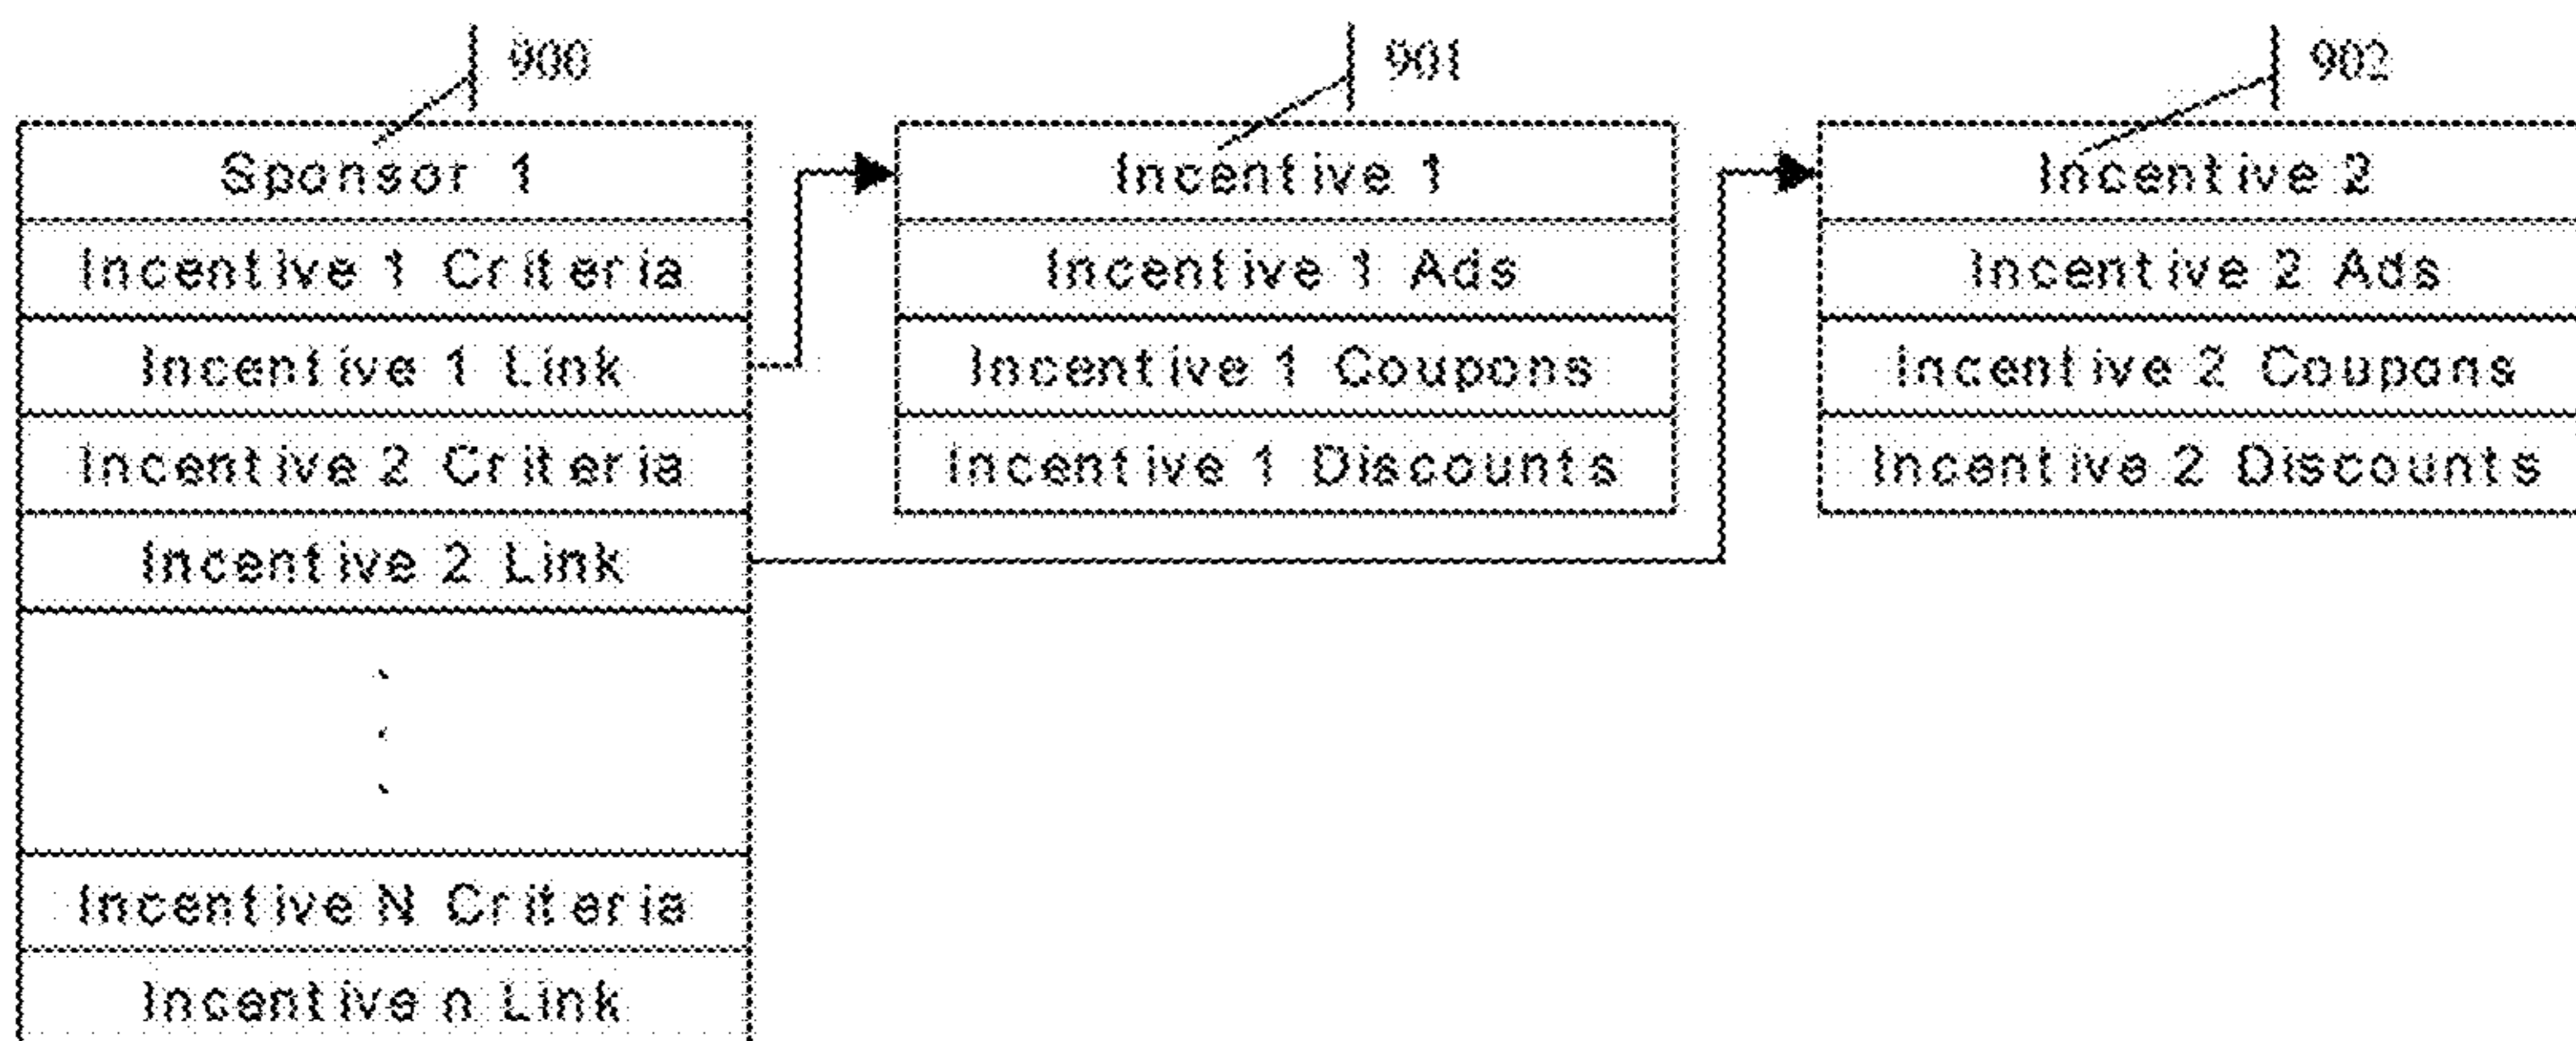 900
901
902
Sponsor 1
Incentive 1 Criteria
Incentive 1 Link
Incentive 2 Criteria
Incentive 2 Link
Incentive N Criteria
Incentive n Link
Incentive 1
Incentive 1 Ads
Incentive 1 Coupons
Incentive 1 Discounts
Incentive 2
Incentive 2 Ads
Incentive 2 Coupons
Incentive 2 Discounts